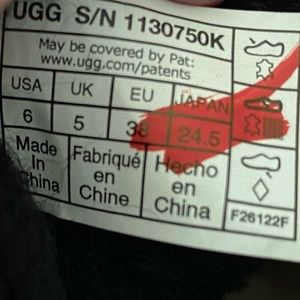 UGG S/N 1130750K
May be covered by Pat:
www.ugg.com/patents
USA UK EU JAPAN
6 5 38 24.5
Made in China
Fabriqué en Chine
Hecho en China
F26122F